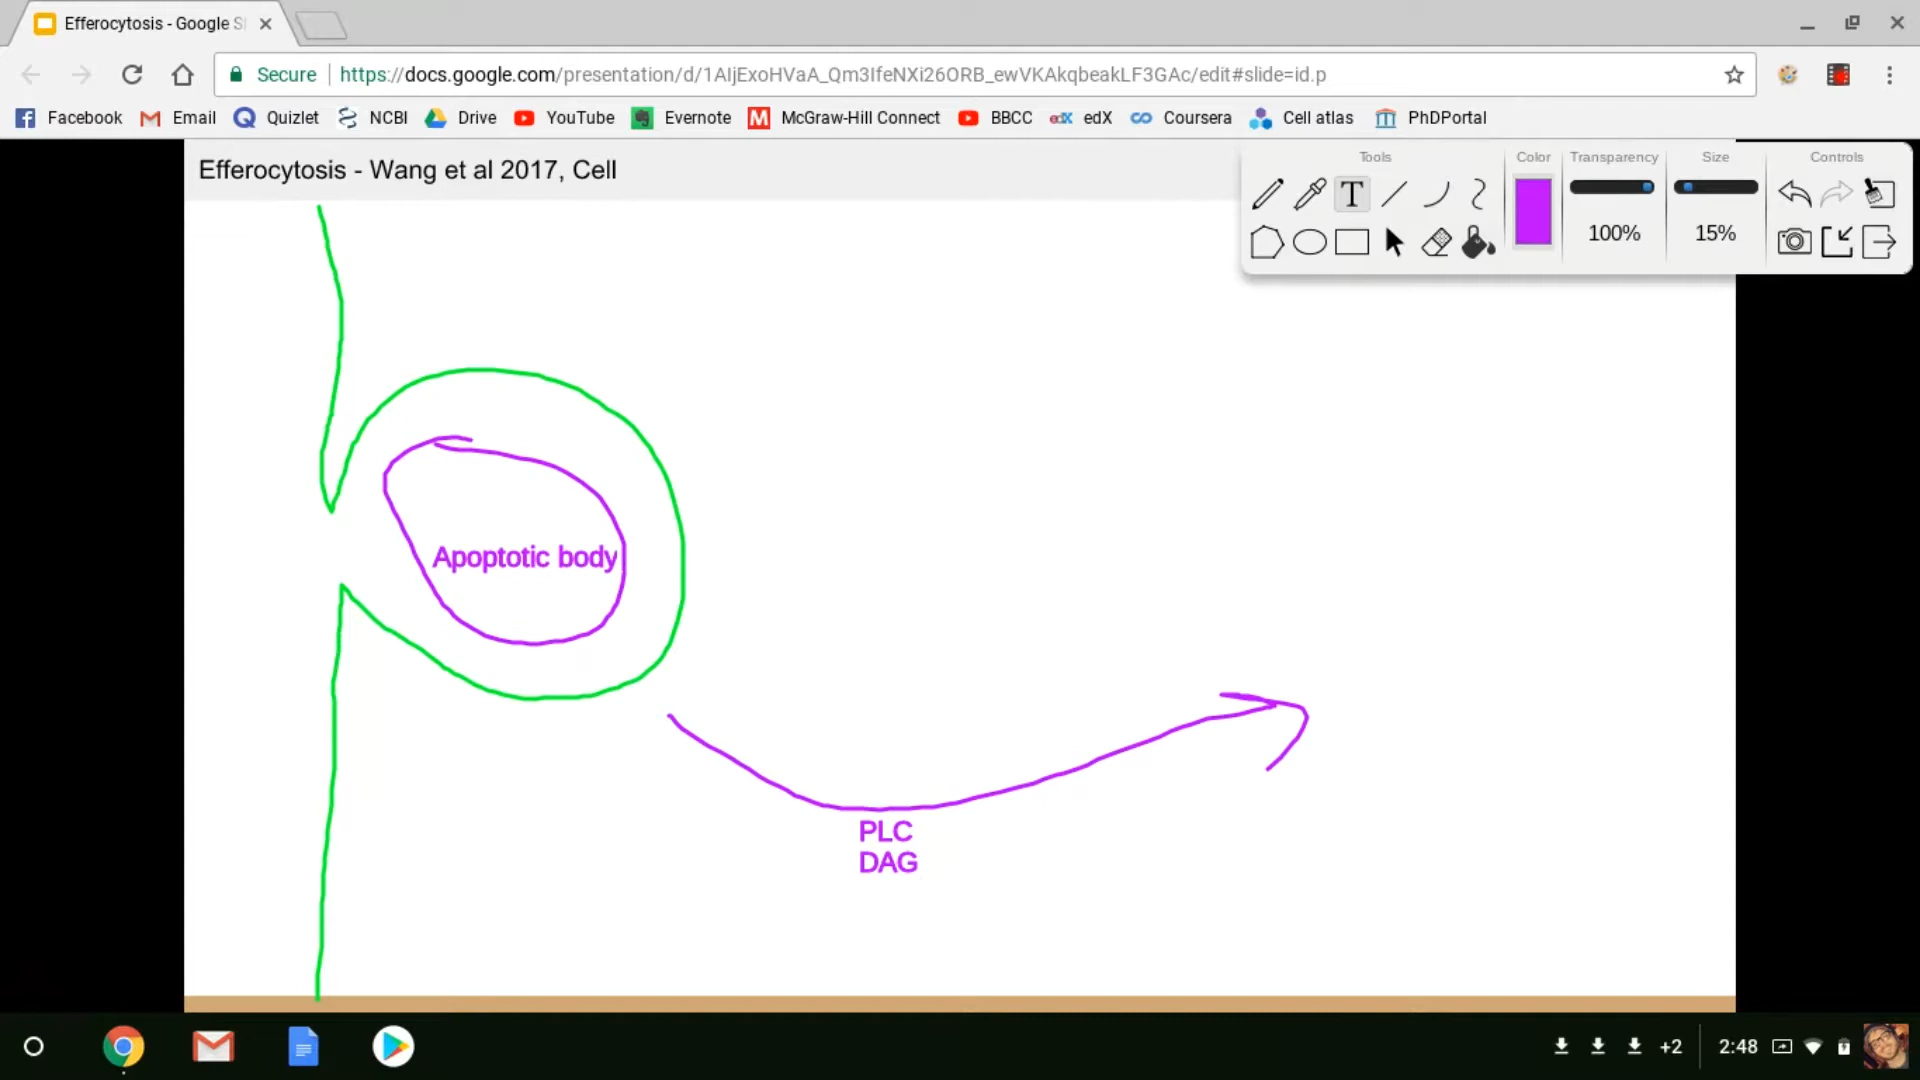 Efferocytosis - Google S
Secure
https://docs.google.com/presentation/d/1AIjExoHVaA_Qm3IfeNXi26ORB_ewVKAkqbeakLF3GAc/edit#slide=id.p
Facebook Email Quizlet NCBI Drive YouTube Evernote McGraw-Hill Connect BBCC edX Coursera Cell atlas PhDPortal
Efferocytosis - Wang et al 2017, Cell
Tools Color Transparency Size Controls
T
100% 15%
Apoptotic body
PLC
DAG
+2 2:48